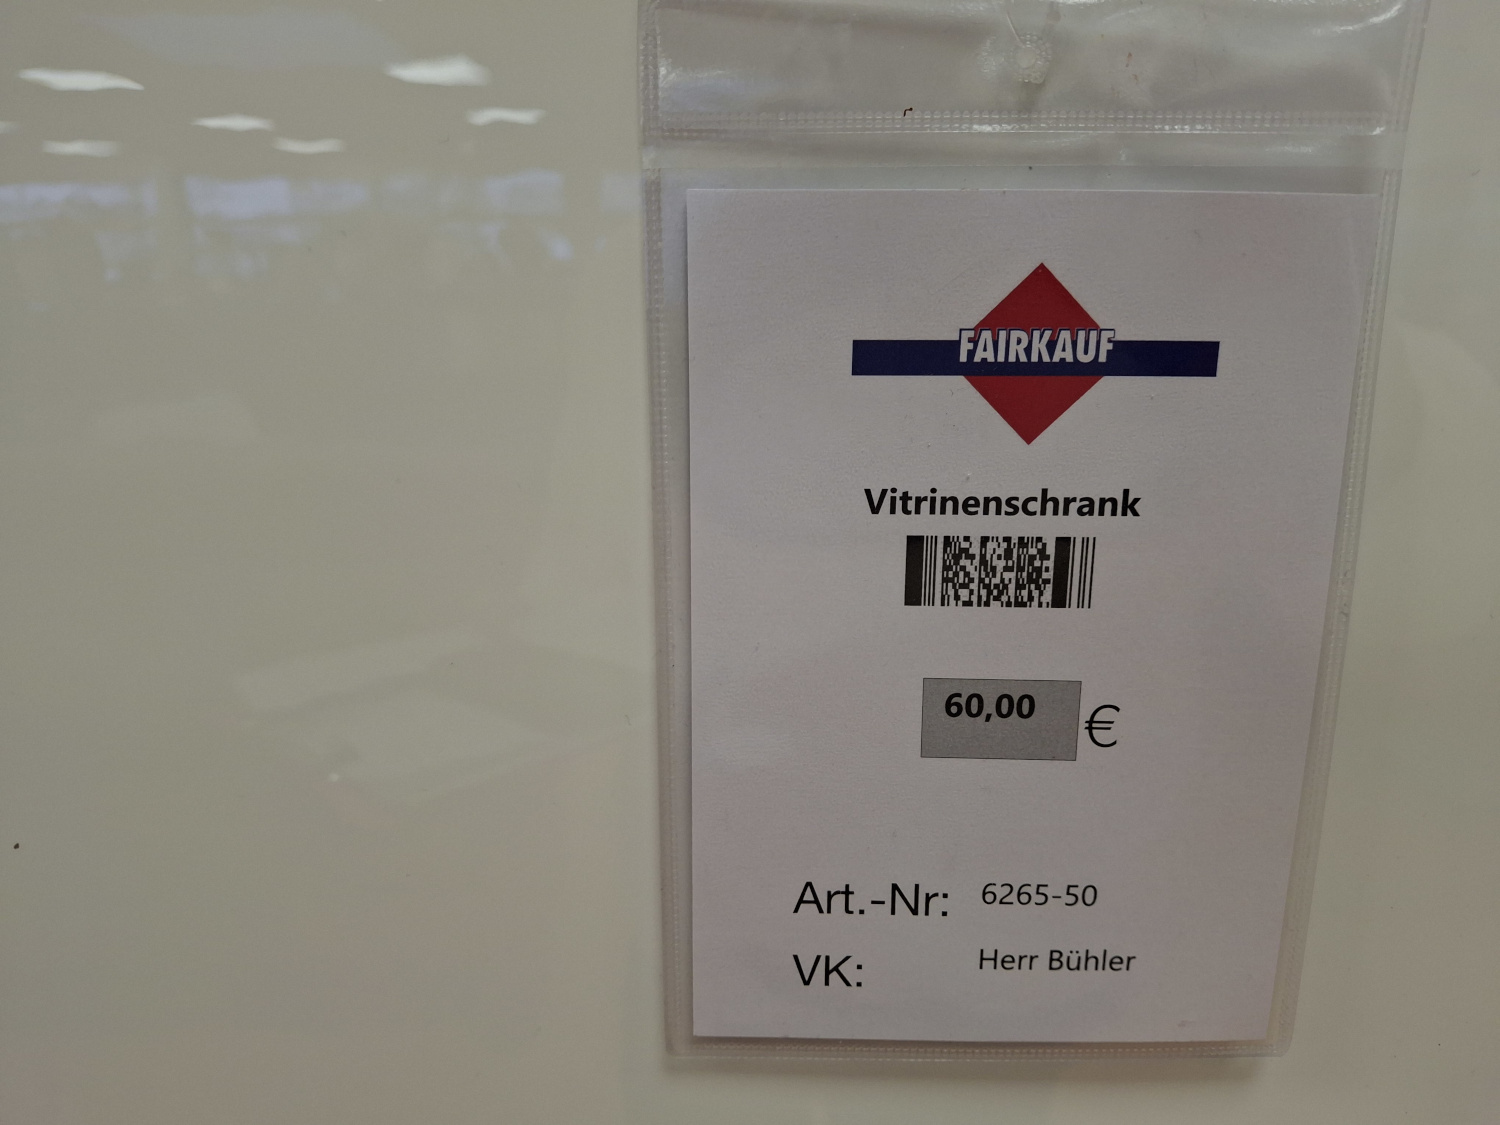 FAIRKAUF
Vitrinenschrank
60,00 €
Art.-Nr: 6265-50
VK: Herr Bühler